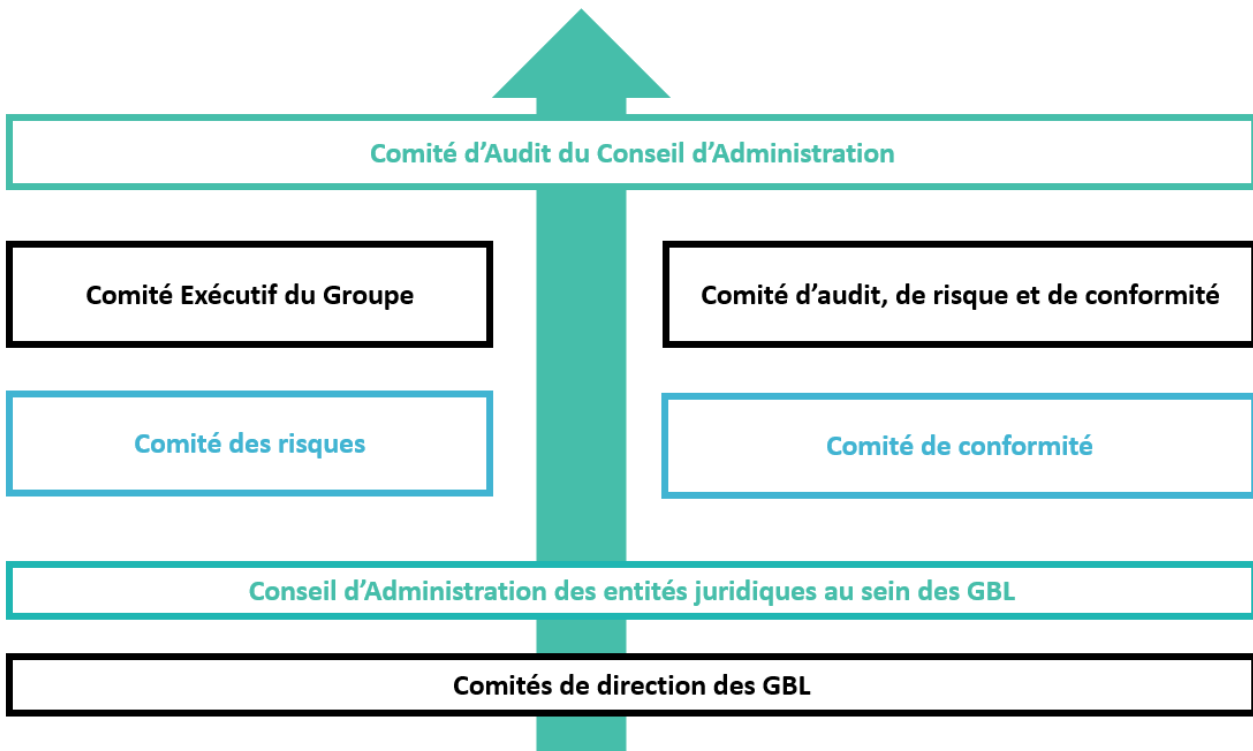 Comité d’Audit du Conseil d’Administration
Comité Exécutif du Groupe
Comité d’audit, de risque et de conformité
Comité des risques
Comité de conformité
Conseil d’Administration des entités juridiques au sein des GBL
Comités de direction des GBL